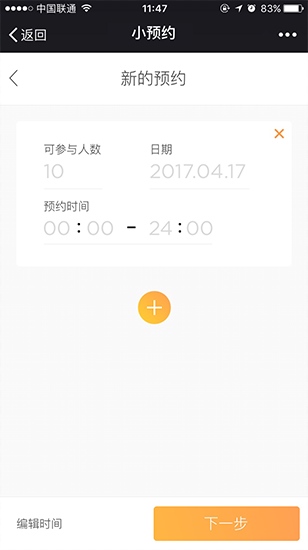 中国联通 11:47 83%
返回 小预约
新的预约
可参与人数 日期
10 2017.04.17
预约时间
00:00 - 24:00
编辑时间 下一步